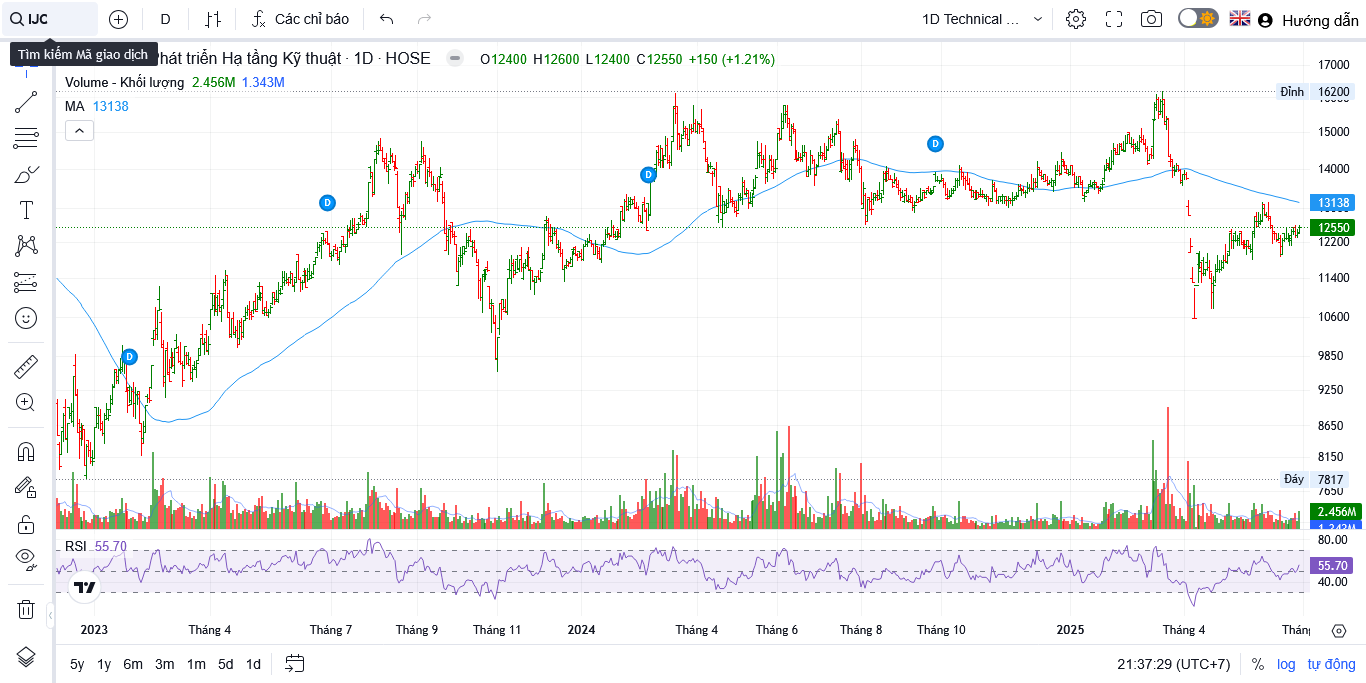 IJC
D
Các chỉ báo
1D Technical ...
Hướng dẫn
Tìm kiếm Mã giao dịch
Phát triển Hạ tầng Kỹ thuật · 1D · HOSE
O12400 H12600 L12400 C12550 +150 (+1.21%)
Volume - Khối lượng 2.456M 1.343M
MA 13138
17000
Đỉnh 16200
15000
14000
13138
12550
12200
11400
10600
9850
9250
8650
8150
Đáy 7817
7650
2.456M
1.343M
D
D
D
D
RSI 55.70
80.00
55.70
40.00
2023 Tháng 4 Tháng 7 Tháng 9 Tháng 11 2024 Tháng 4 Tháng 6 Tháng 8 Tháng 10 2025 Tháng 4
5y 1y 6m 3m 1m 5d 1d
21:37:29 (UTC+7) % log tự động